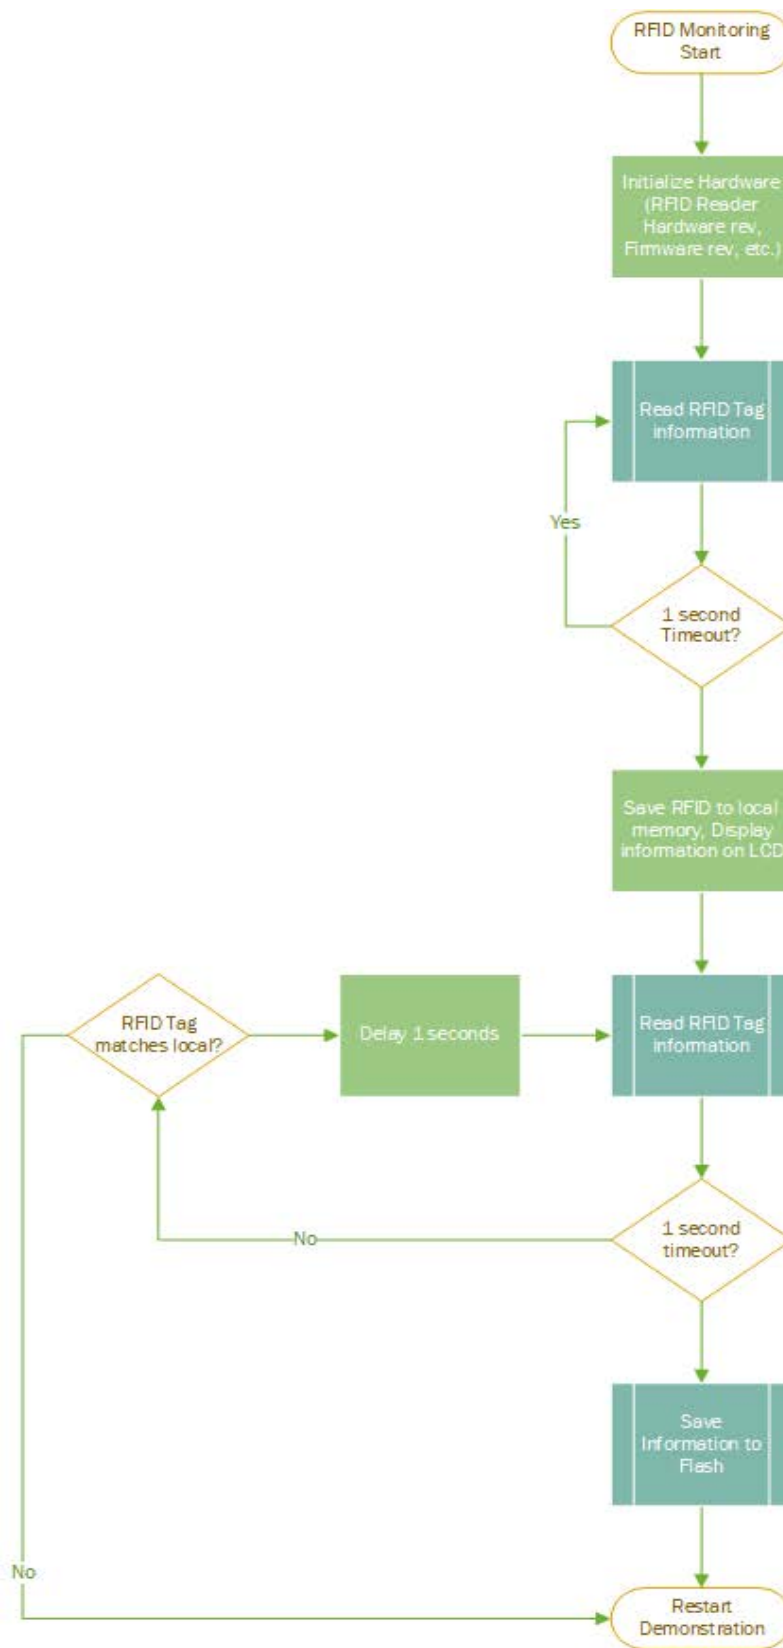 RFID Monitoring
Start
Initialize Hardware
(RFID Reader
Hardware rev,
Firmware rev, etc.)
Read RFID Tag
information
Yes
1 second
Timeout?
Save RFID to local
memory, Display
information on LCD
RFID Tag
matches local?
Delay 1 seconds
Read RFID Tag
information
1 second
timeout?
No
Save
Information to
Flash
No
Restart
Demonstration